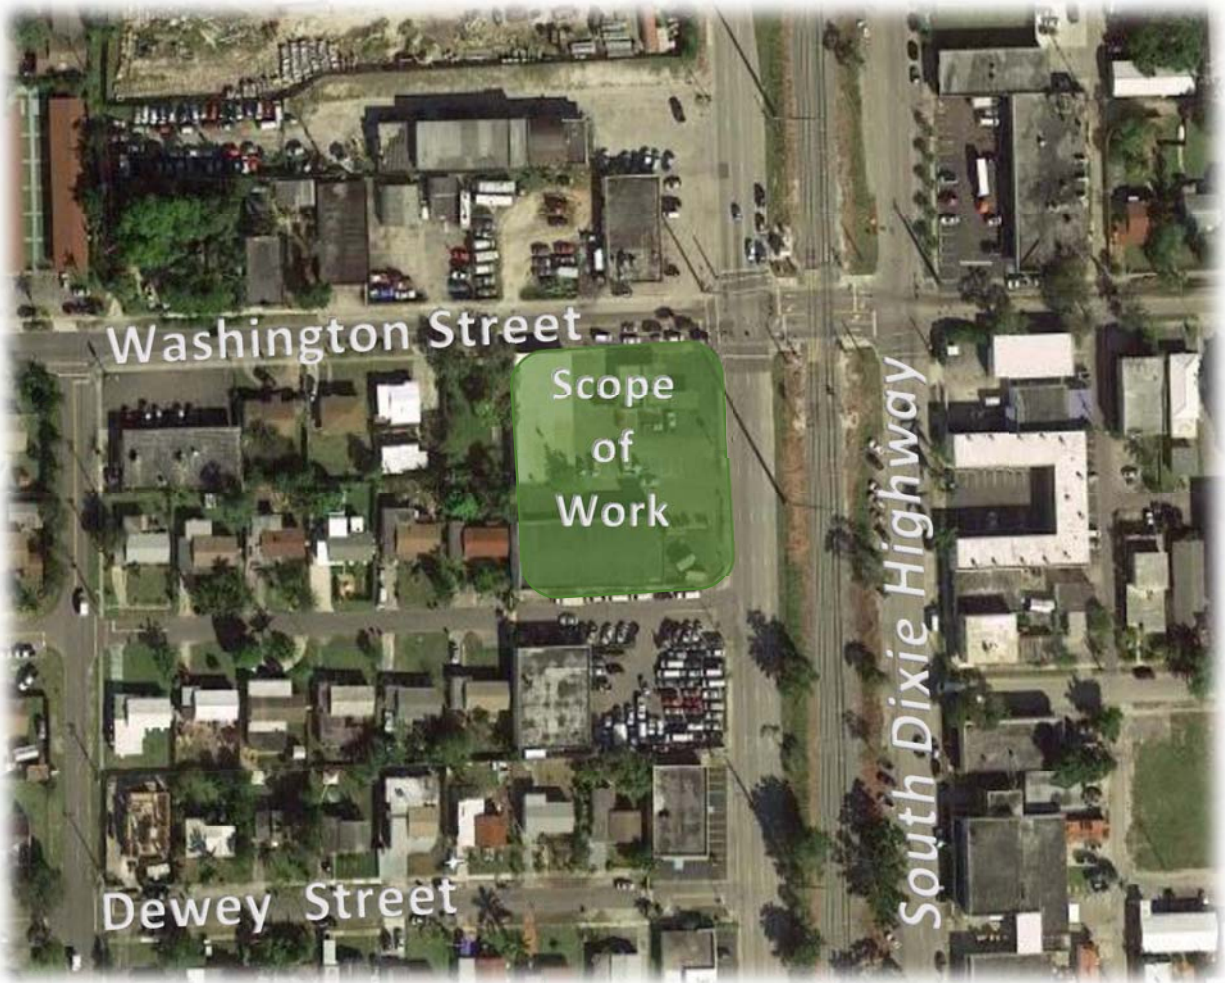 Washington Street
Scope
of
Work
South Dixie Highway
Dewey Street